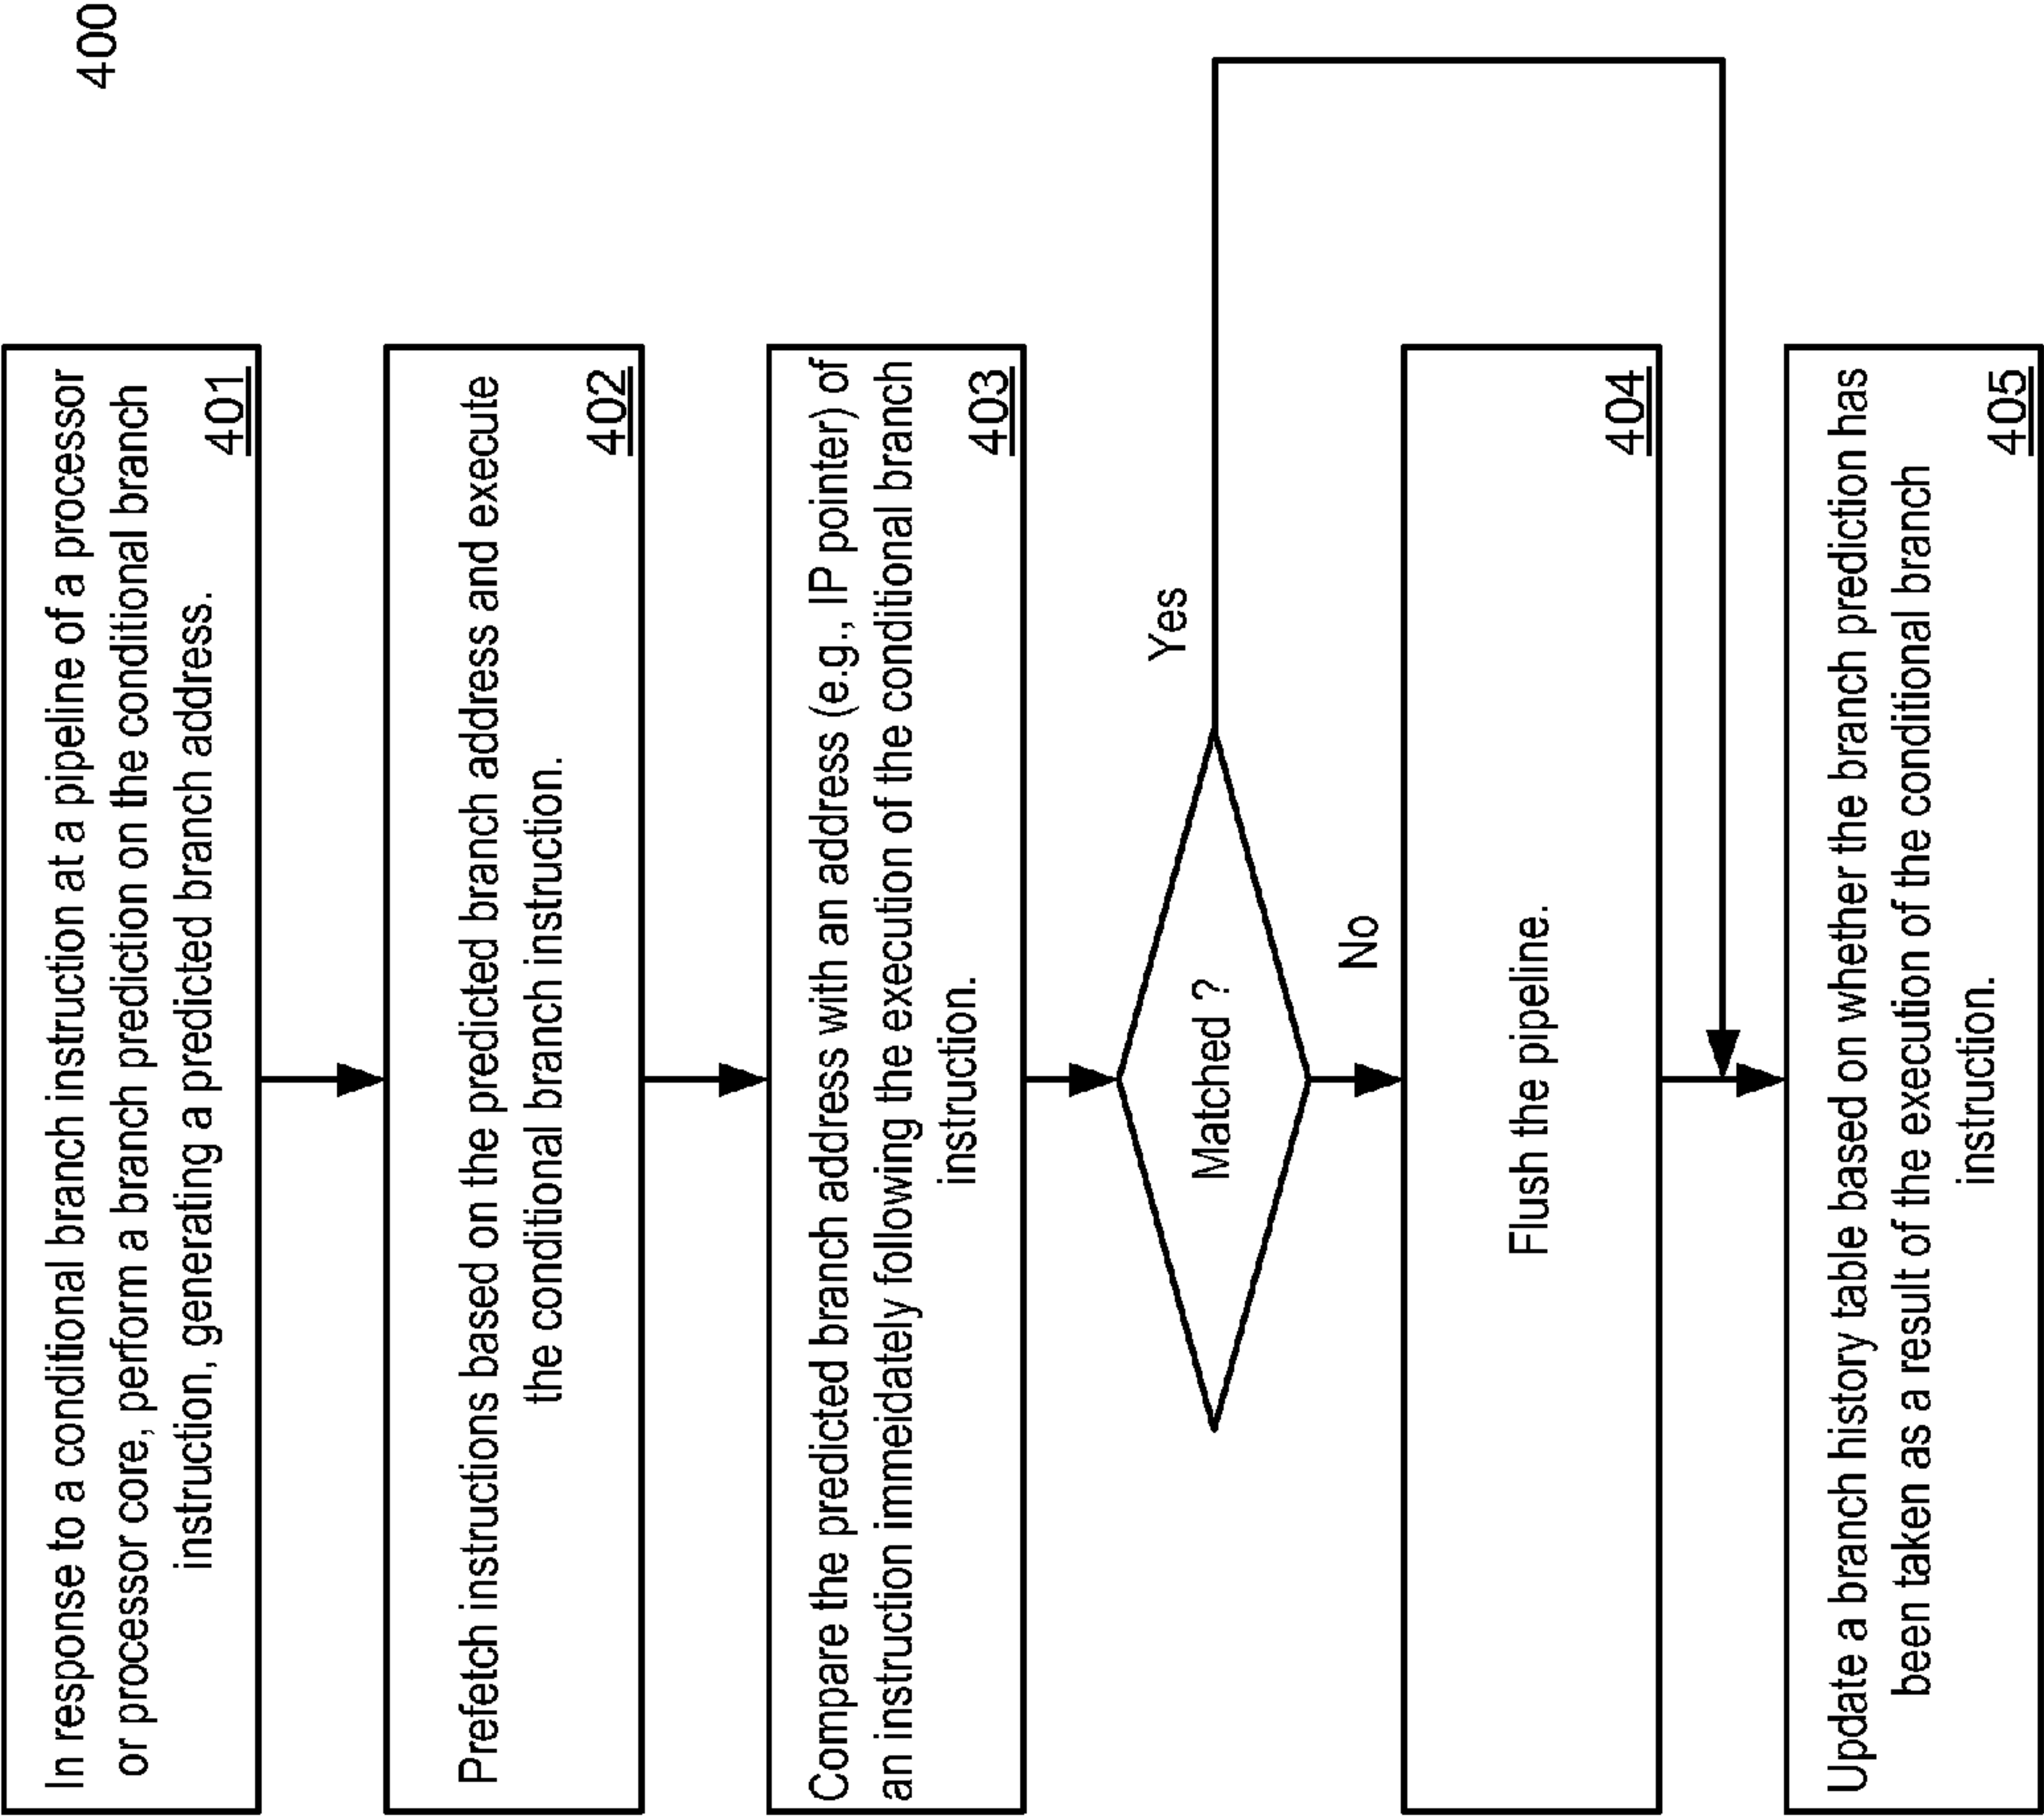 400
In response to a conditional branch instruction at a pipeline of a processor
or processor core, perform a branch prediction on the conditional branch
instruction, generating a predicted branch address.
401
Prefetch instructions based on the predicted branch address and execute
the conditional branch instruction.
402
Compare the predicted branch address with an address (e.g., IP pointer) of
an instruction immeidately following the execution of the conditional branch
instruction.
403
Matched ?
Yes
No
Flush the pipeline.
404
Update a branch history table based on whether the branch prediction has
been taken as a result of the execution of the conditional branch
instruction.
405